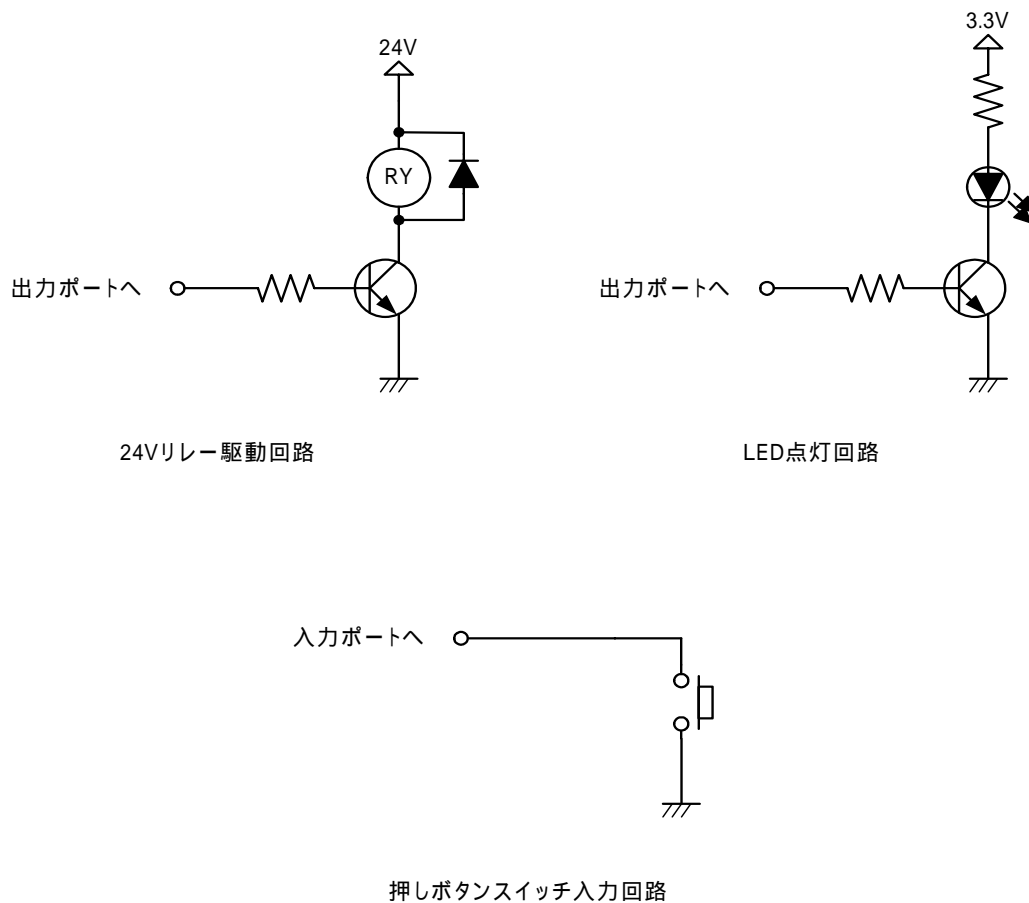 24V
3.3V
RY
出力ポートへ
出力ポートへ
24Vリレー駆動回路
LED点灯回路
入力ポートへ
押しボタンスイッチ入力回路